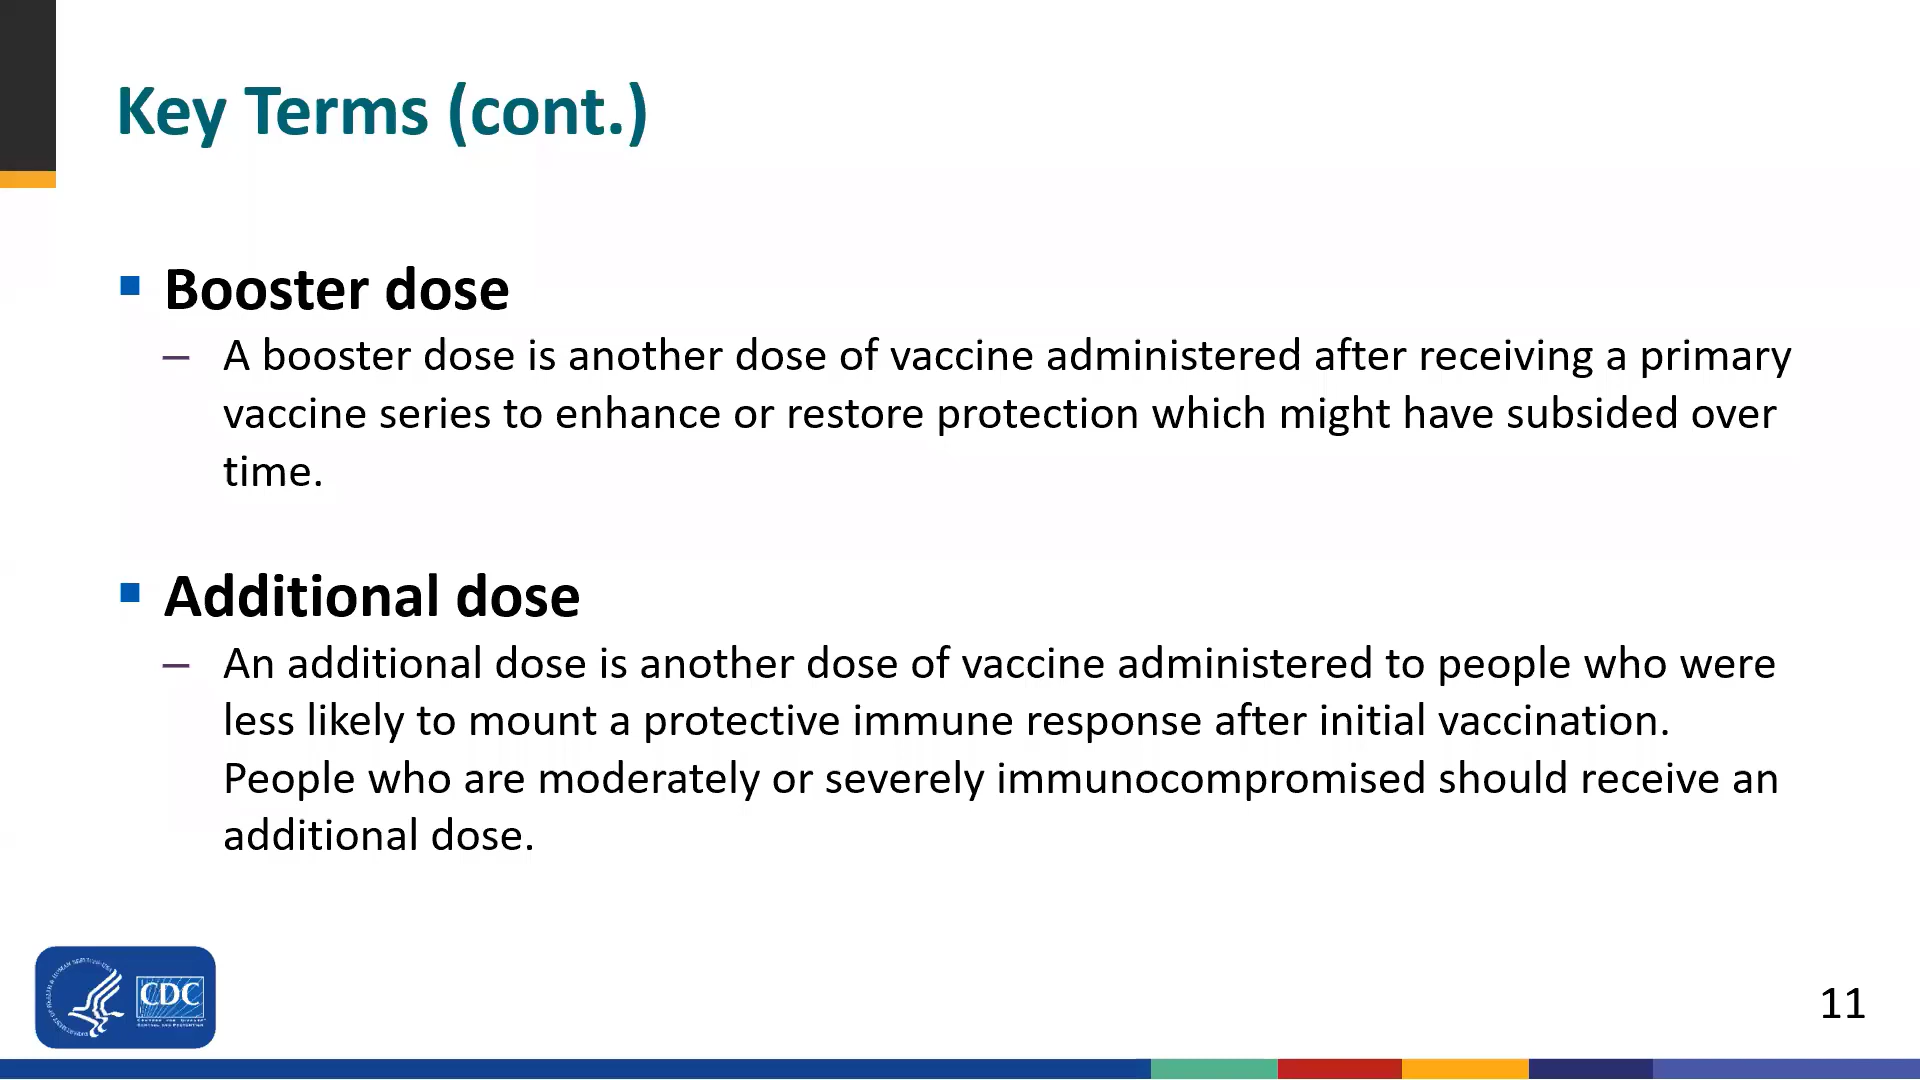 Key Terms (cont.)
▪ Booster dose
– A booster dose is another dose of vaccine administered after receiving a primary
vaccine series to enhance or restore protection which might have subsided over
time.
▪ Additional dose
– An additional dose is another dose of vaccine administered to people who were
less likely to mount a protective immune response after initial vaccination.
People who are moderately or severely immunocompromised should receive an
additional dose.
CDC
11